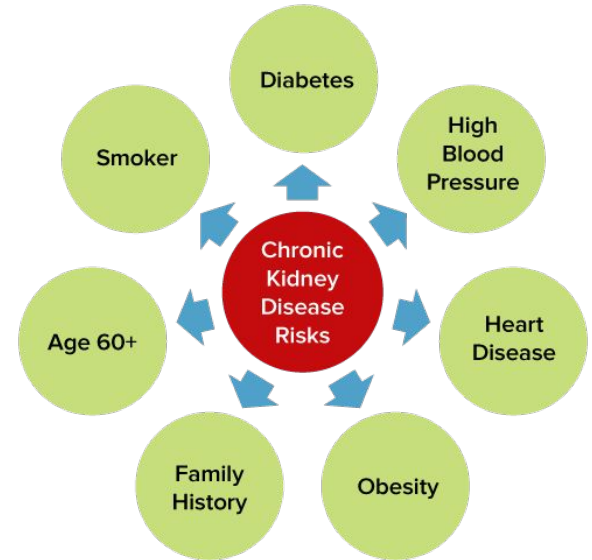 Diabetes
High
Blood
Pressure
Smoker
Chronic
Kidney
Disease
Risks
Age 60+
Heart
Disease
Family
History
Obesity